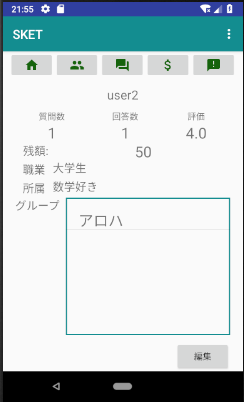 21:55
SKET
user2
質問数 回答数 評価
1 1 4.0
残額: 50
職業 大学生
所属 数学好き
グループ
アロハ
編集